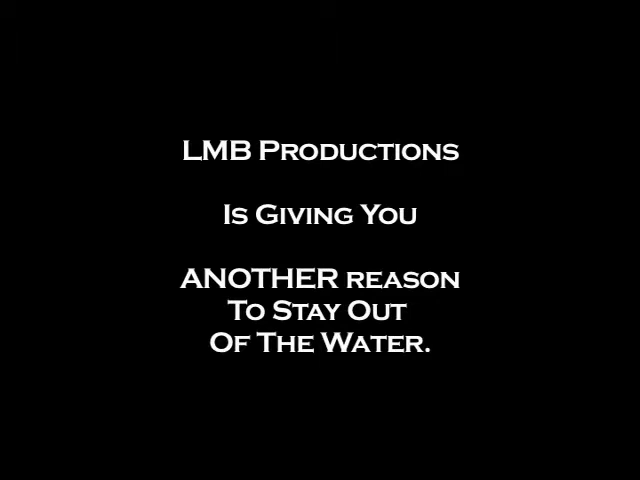 LMB Productions
Is Giving You
ANOTHER reason
To Stay Out
Of The Water.